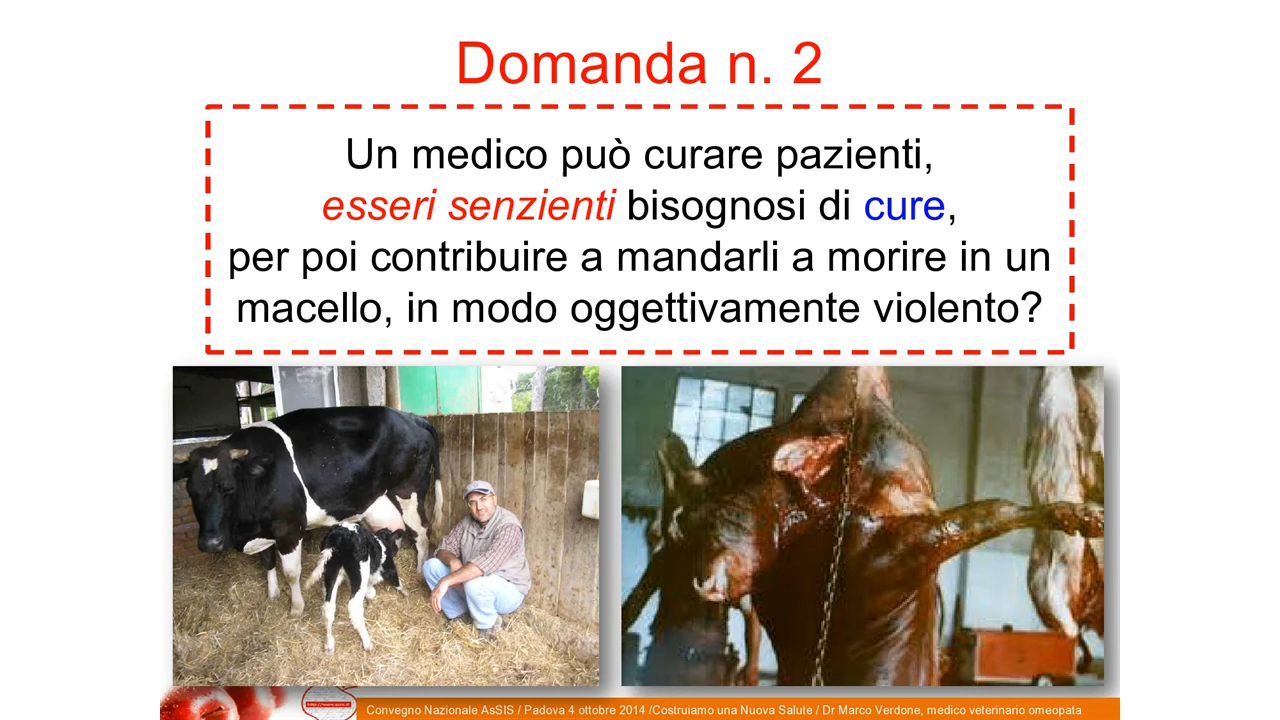 Domanda n. 2
Un medico può curare pazienti,
esseri senzienti bisognosi di cure,
per poi contribuire a mandarli a morire in un
macello, in modo oggettivamente violento?
Convegno Nazionale AsSIS / Padova 4 ottobre 2014 /Costruiamo una Nuova Salute / Dr Marco Verdone, medico veterinario omeopata